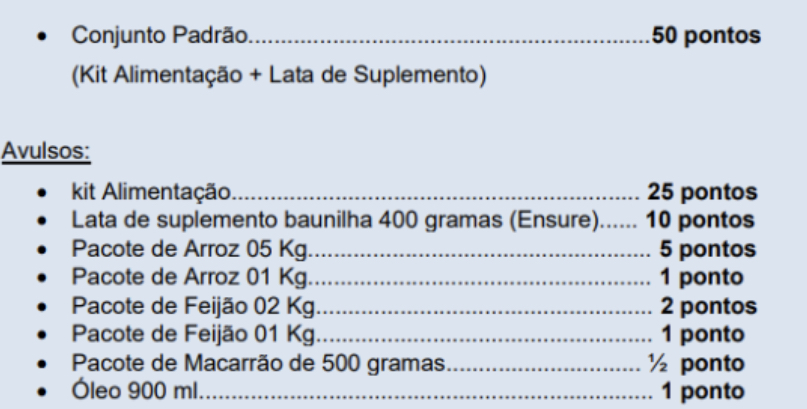 • Conjunto Padrão..............................................................50 pontos
(Kit Alimentação + Lata de Suplemento)
Avulsos:
• kit Alimentação............................................................... 25 pontos
• Lata de suplemento baunilha 400 gramas (Ensure)...... 10 pontos
• Pacote de Arroz 05 Kg..................................................... 5 pontos
• Pacote de Arroz 01 Kg..................................................... 1 ponto
• Pacote de Feijão 02 Kg.................................................... 2 pontos
• Pacote de Feijão 01 Kg.................................................... 1 ponto
• Pacote de Macarrão de 500 gramas.............................. ½ ponto
• Óleo 900 ml...................................................................... 1 ponto